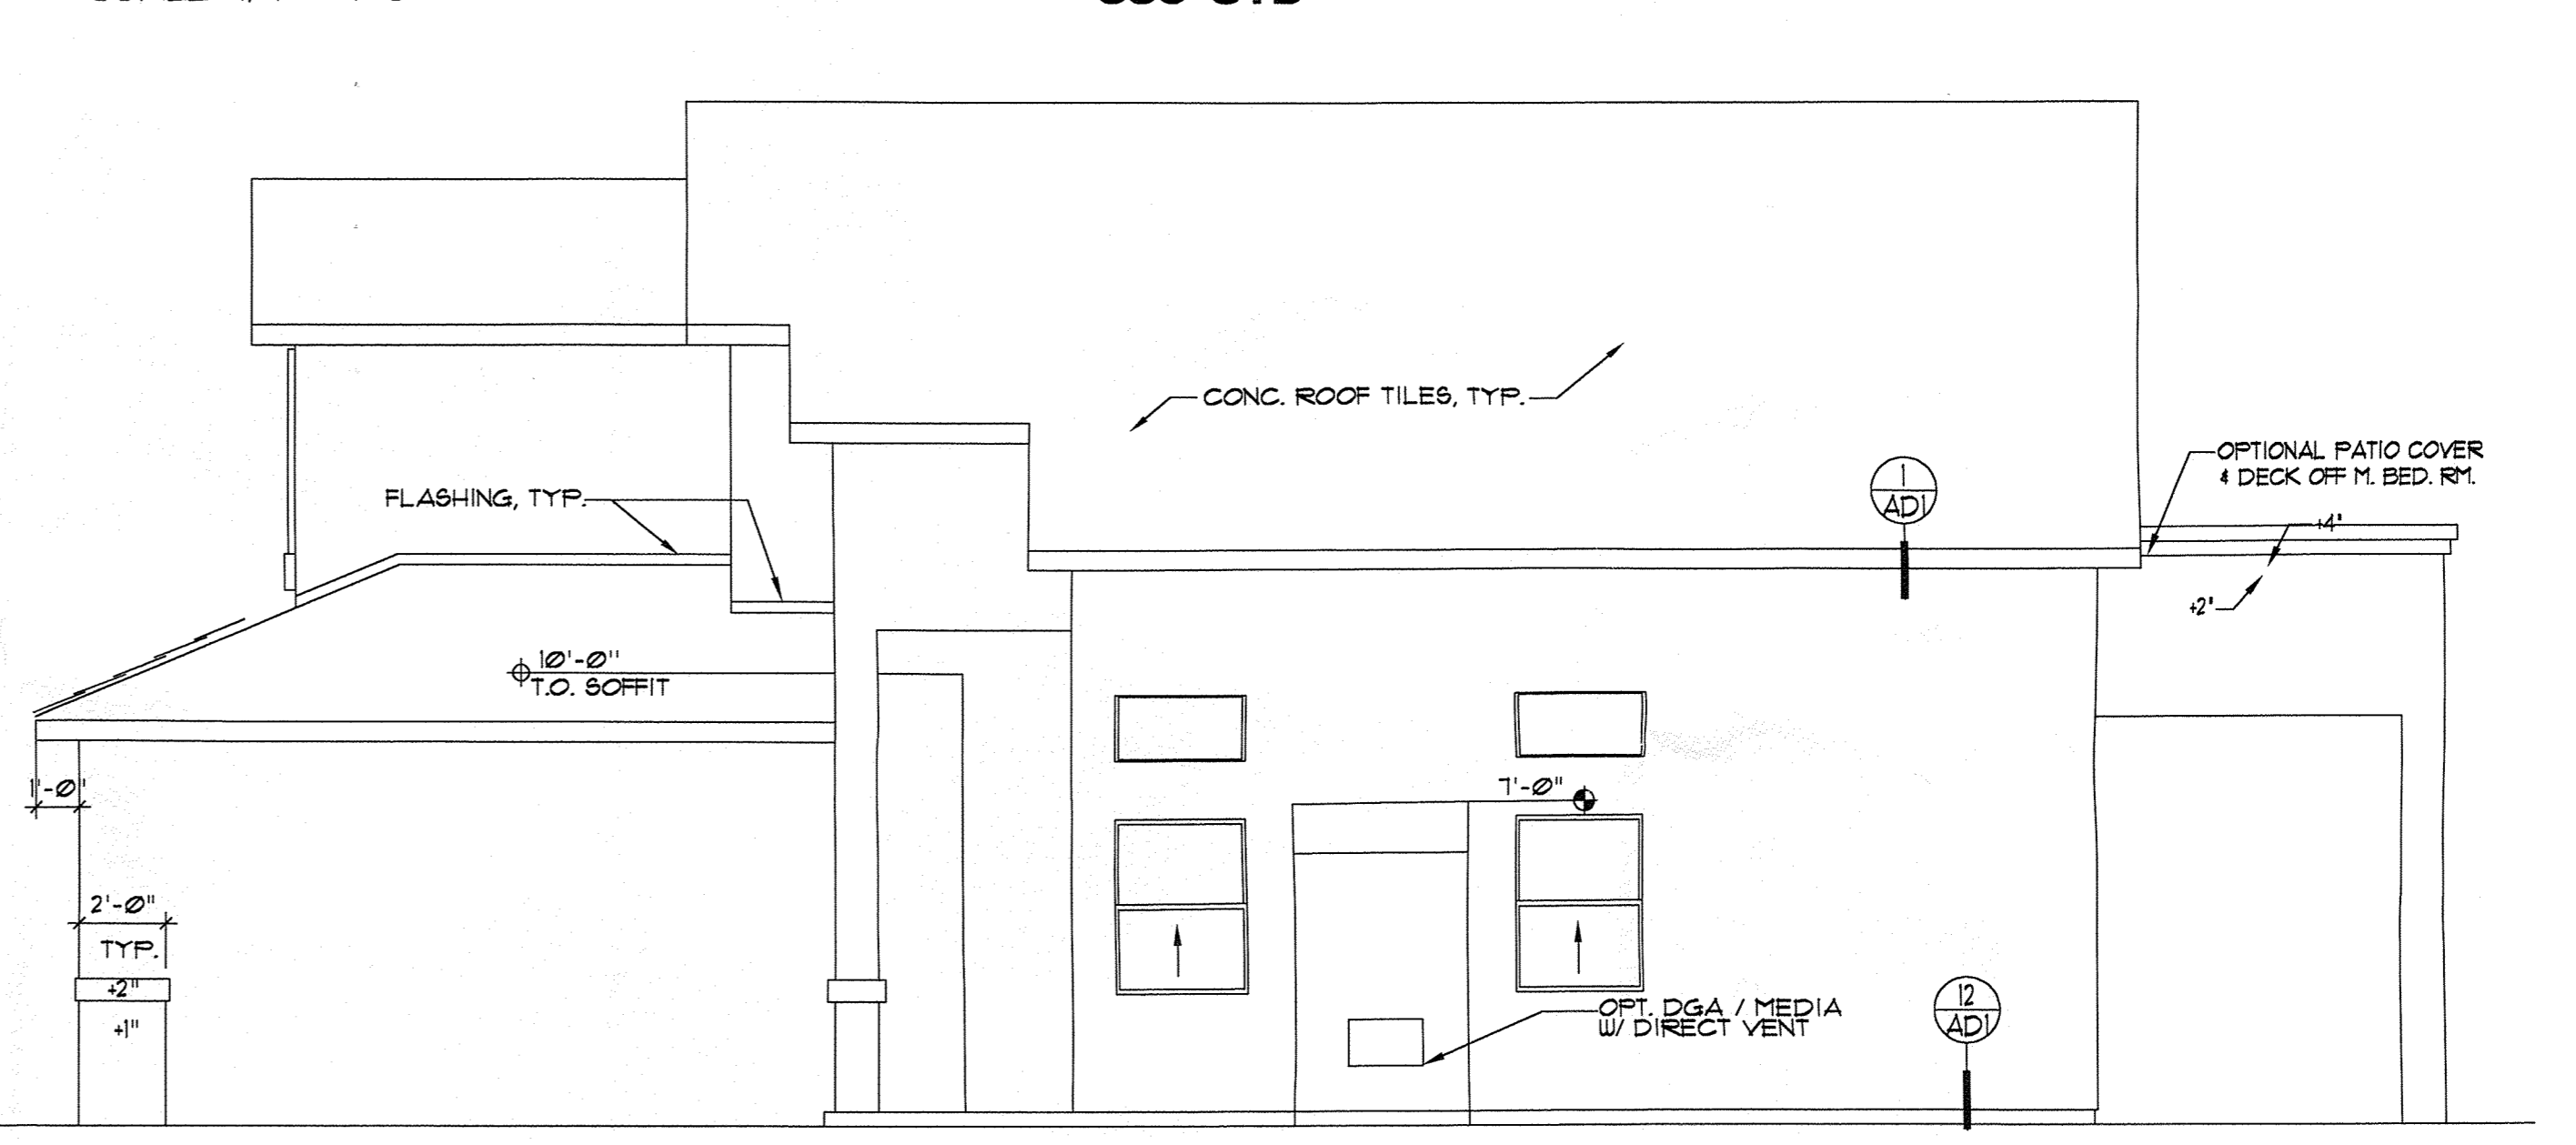 CONC. ROOF TILES, TYP.
OPTIONAL PATIO COVER
& DECK OFF M. BED. RM.
1
AD1
FLASHING, TYP.
+4"
+2"
10'-0"
T.O. SOFFIT
1'-0"
7'-0"
2'-0"
TYP.
+2"
+1"
OPT. DGA / MEDIA
W/ DIRECT VENT
12
AD1